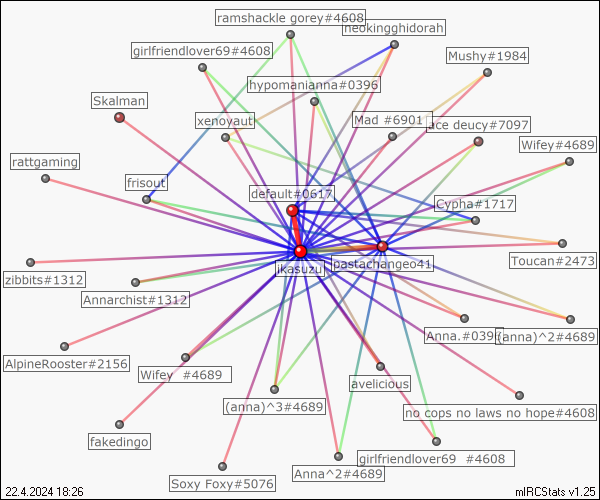 ramshackle gorey#4608
neokingghidorah
girlfriendlover69#4608
Mushy#1984
hypomanianna#0396
Skalman
xenoyaut
Mad #6901
ace deucy#7097
Wifey#4689
rattgaming
frisout
default#0617
Cypha#1717
jkasuzu
pastachangeo41
Toucan#2473
zibbits#1312
Annarchist#1312
Anna.#0396
(anna)^2#4689
AlpineRooster#2156
Wifey #4689
avelicious
(anna)^3#4689
no cops no laws no hope#4608
fakedingo
girlfriendlover69 #4608
Soxy Foxy#5076
Anna^2#4689
22.4.2024 18:26
mIRCStats v1.25